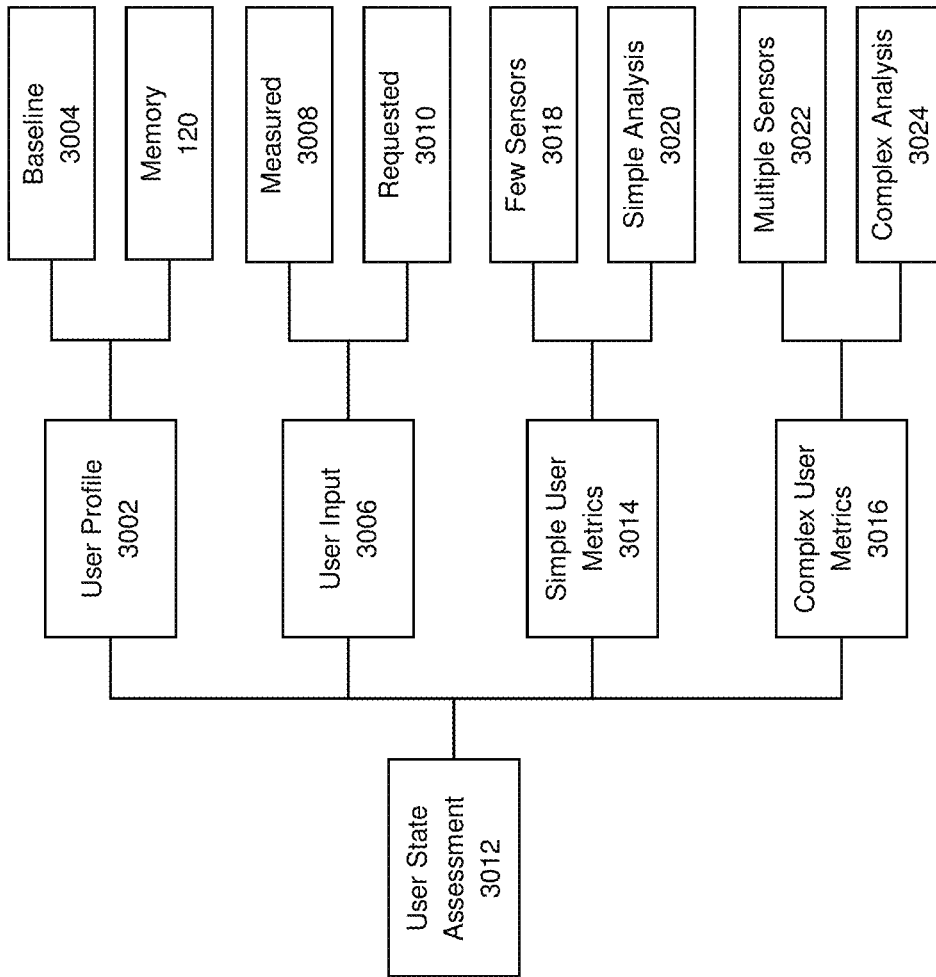 User State
Assessment
3012
User Profile
3002
Baseline
3004
Memory
120
User Input
3006
Measured
3008
Requested
3010
Simple User
Metrics
3014
Few Sensors
3018
Simple Analysis
3020
Complex User
Metrics
3016
Multiple Sensors
3022
Complex Analysis
3024